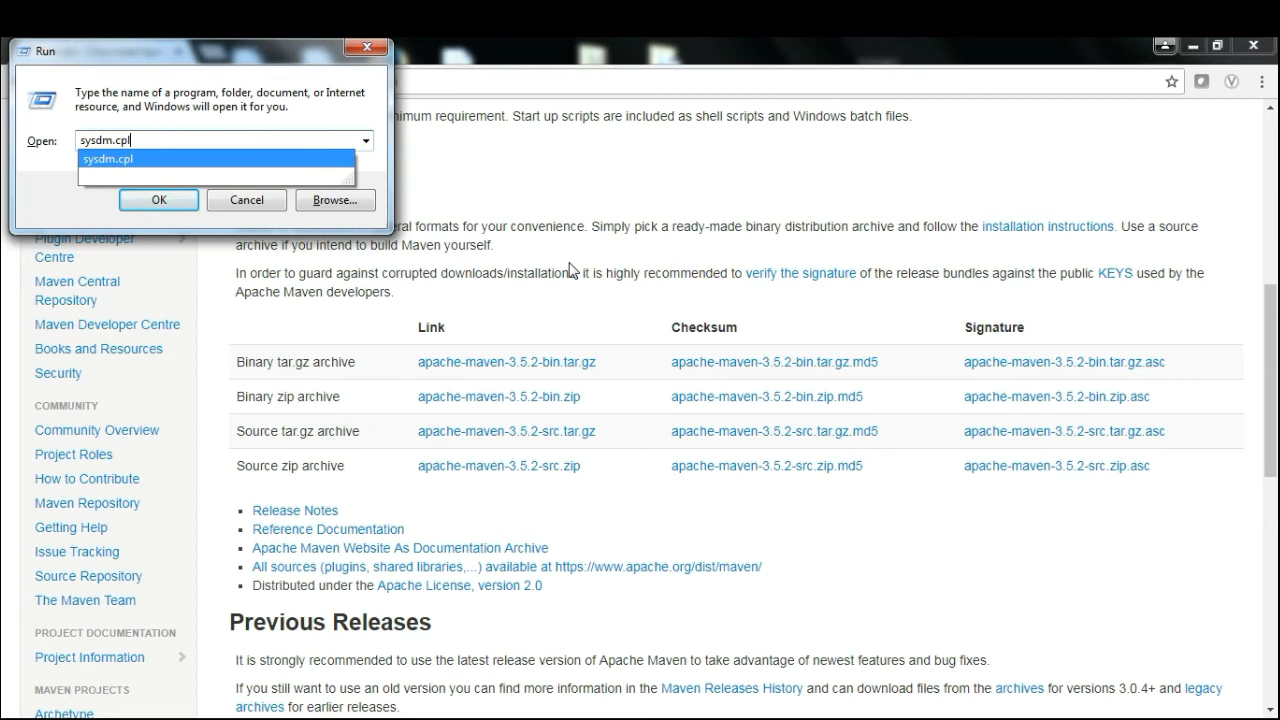 Run
Type the name of a program, folder, document, or Internet
resource, and Windows will open it for you.
Open: sysdm.cpl
sysdm.cpl
OK Cancel Browse...
Start up scripts are included as shell scripts and Windows batch files.
formats for your convenience. Simply pick a ready-made binary distribution archive and follow the installation instructions. Use a source
archive if you intend to build Maven yourself.
In order to guard against corrupted downloads/installations it is highly recommended to verify the signature of the release bundles against the public KEYS used by the
Apache Maven developers.
Link Checksum Signature
Binary tar.gz archive apache-maven-3.5.2-bin.tar.gz apache-maven-3.5.2-bin.tar.gz.md5 apache-maven-3.5.2-bin.tar.gz.asc
Binary zip archive apache-maven-3.5.2-bin.zip apache-maven-3.5.2-bin.zip.md5 apache-maven-3.5.2-bin.zip.asc
Source tar.gz archive apache-maven-3.5.2-src.tar.gz apache-maven-3.5.2-src.tar.gz.md5 apache-maven-3.5.2-src.tar.gz.asc
Source zip archive apache-maven-3.5.2-src.zip apache-maven-3.5.2-src.zip.md5 apache-maven-3.5.2-src.zip.asc
Release Notes
Reference Documentation
Apache Maven Website As Documentation Archive
All sources (plugins, shared libraries,...) available at https://www.apache.org/dist/maven/
Distributed under the Apache License, version 2.0
Previous Releases
It is strongly recommended to use the latest release version of Apache Maven to take advantage of newest features and bug fixes.
If you still want to use an old version you can find more information in the Maven Releases History and can download files from the archives for versions 3.0.4+ and legacy
archives for earlier releases.
Plugin Developer
Centre
Maven Central
Repository
Maven Developer Centre
Books and Resources
Security
COMMUNITY
Community Overview
Project Roles
How to Contribute
Maven Repository
Getting Help
Issue Tracking
Source Repository
The Maven Team
PROJECT DOCUMENTATION
Project Information
MAVEN PROJECTS
Archetype